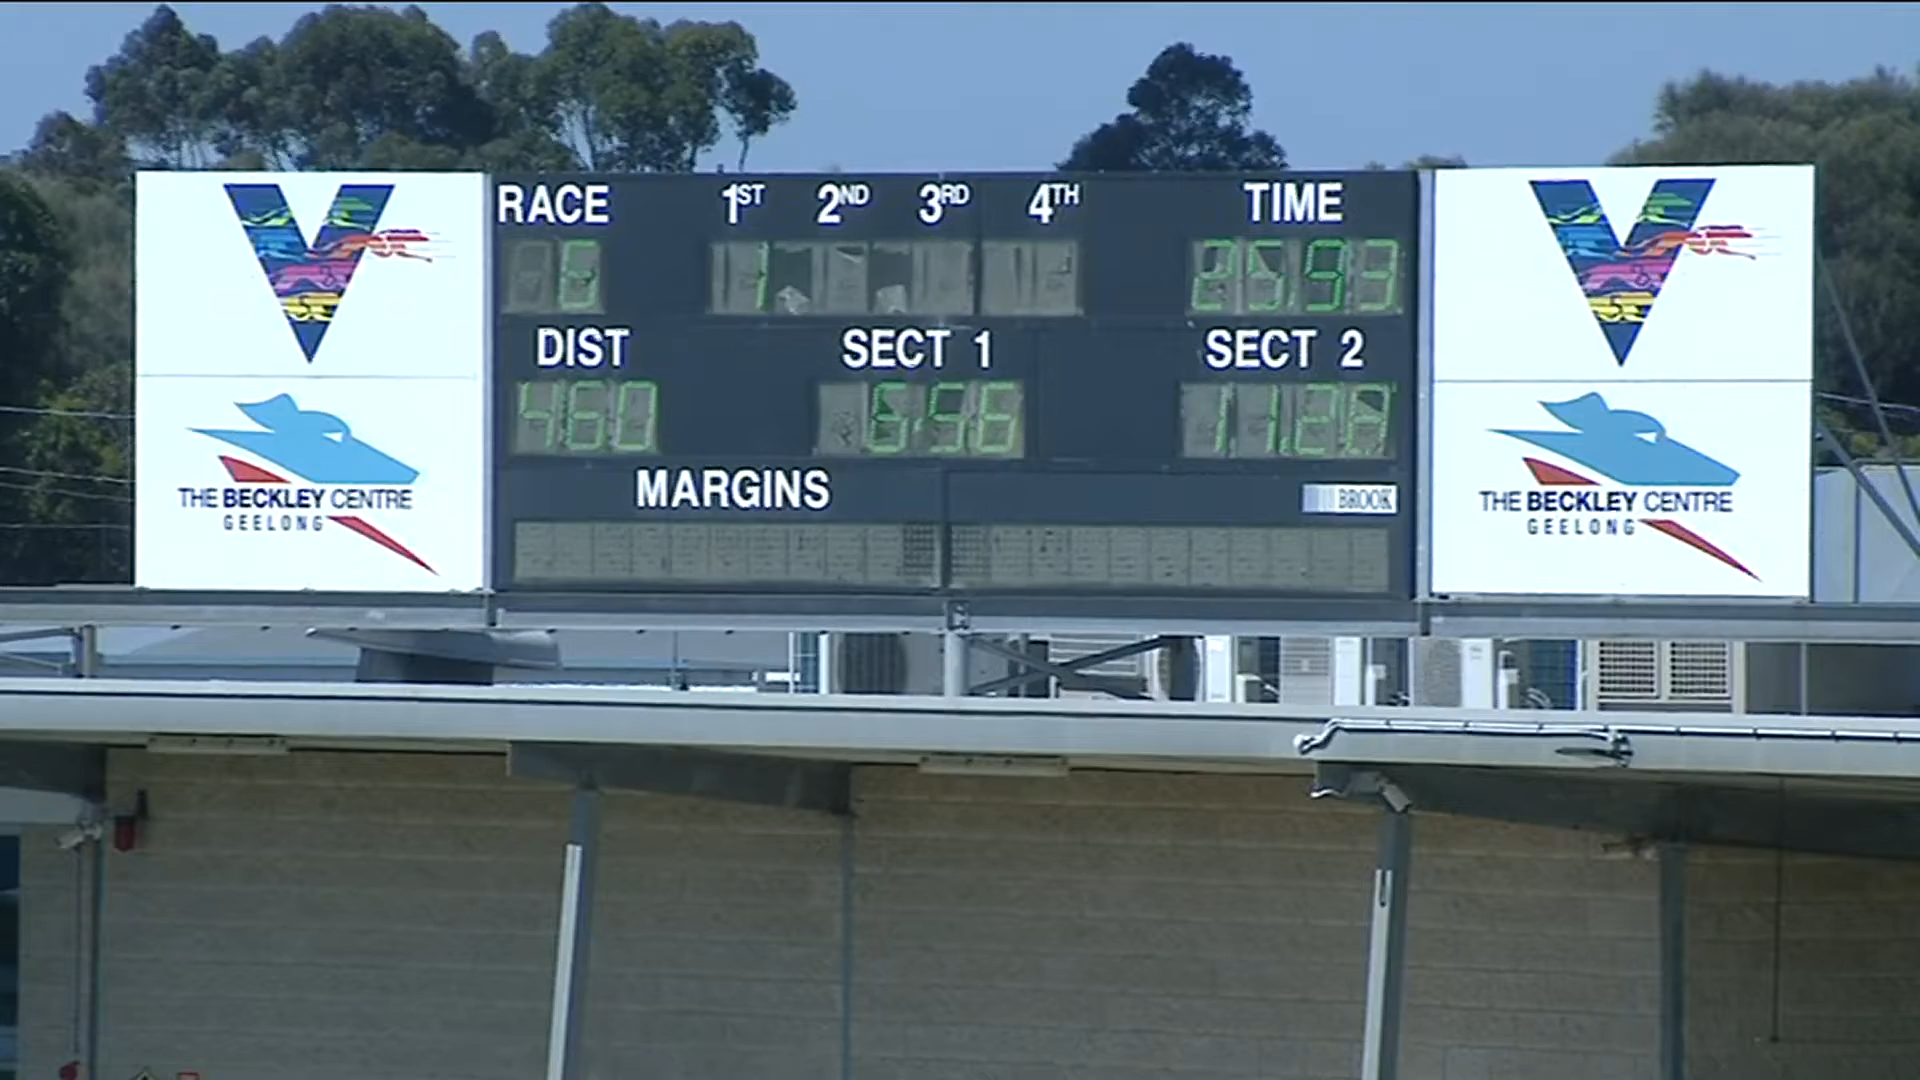 RACE 1ST 2ND 3RD 4TH TIME
6 1 25.93
DIST SECT 1 SECT 2
460 6.56 11.28
MARGINS
BROOK
THE BECKLEY CENTRE
GEELONG
THE BECKLEY CENTRE
GEELONG